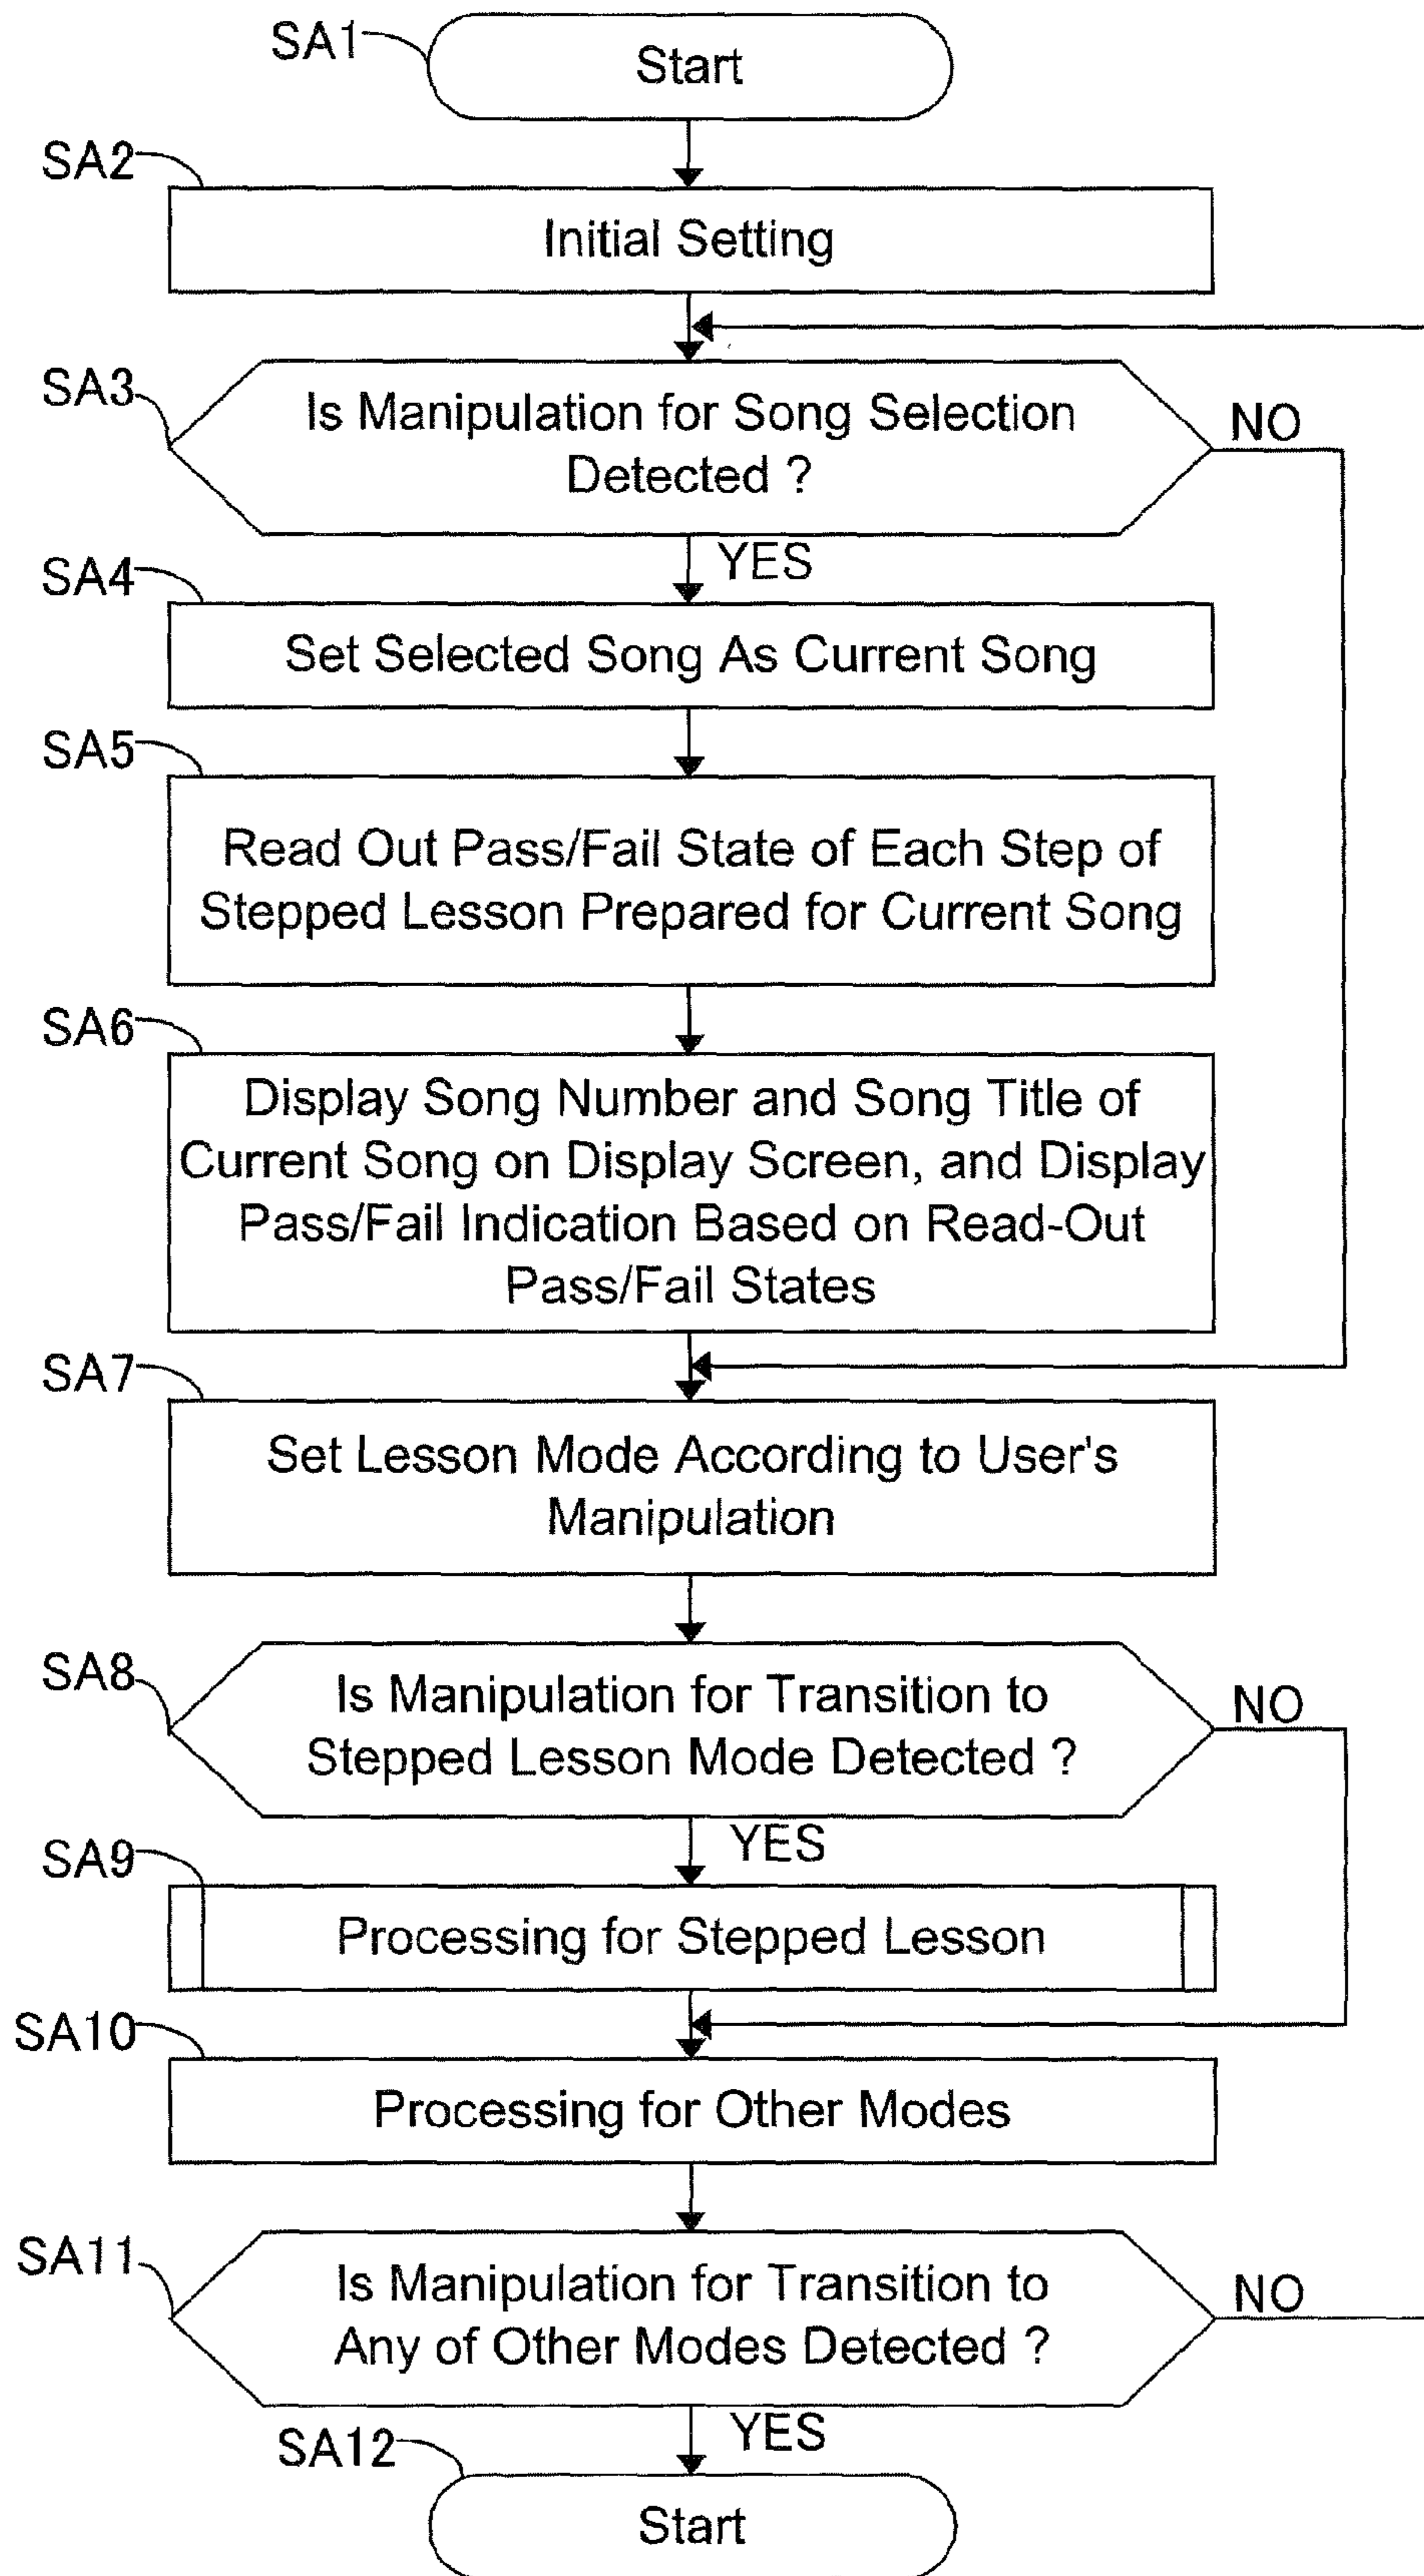 SA1
Start
SA2
Initial Setting
SA3
Is Manipulation for Song Selection
Detected ?
NO
YES
SA4
Set Selected Song As Current Song
SA5
Read Out Pass/Fail State of Each Step of
Stepped Lesson Prepared for Current Song
SA6
Display Song Number and Song Title of
Current Song on Display Screen, and Display
Pass/Fail Indication Based on Read-Out
Pass/Fail States
SA7
Set Lesson Mode According to User's
Manipulation
SA8
Is Manipulation for Transition to
Stepped Lesson Mode Detected ?
NO
YES
SA9
Processing for Stepped Lesson
SA10
Processing for Other Modes
SA11
Is Manipulation for Transition to
Any of Other Modes Detected ?
NO
YES
SA12
Start